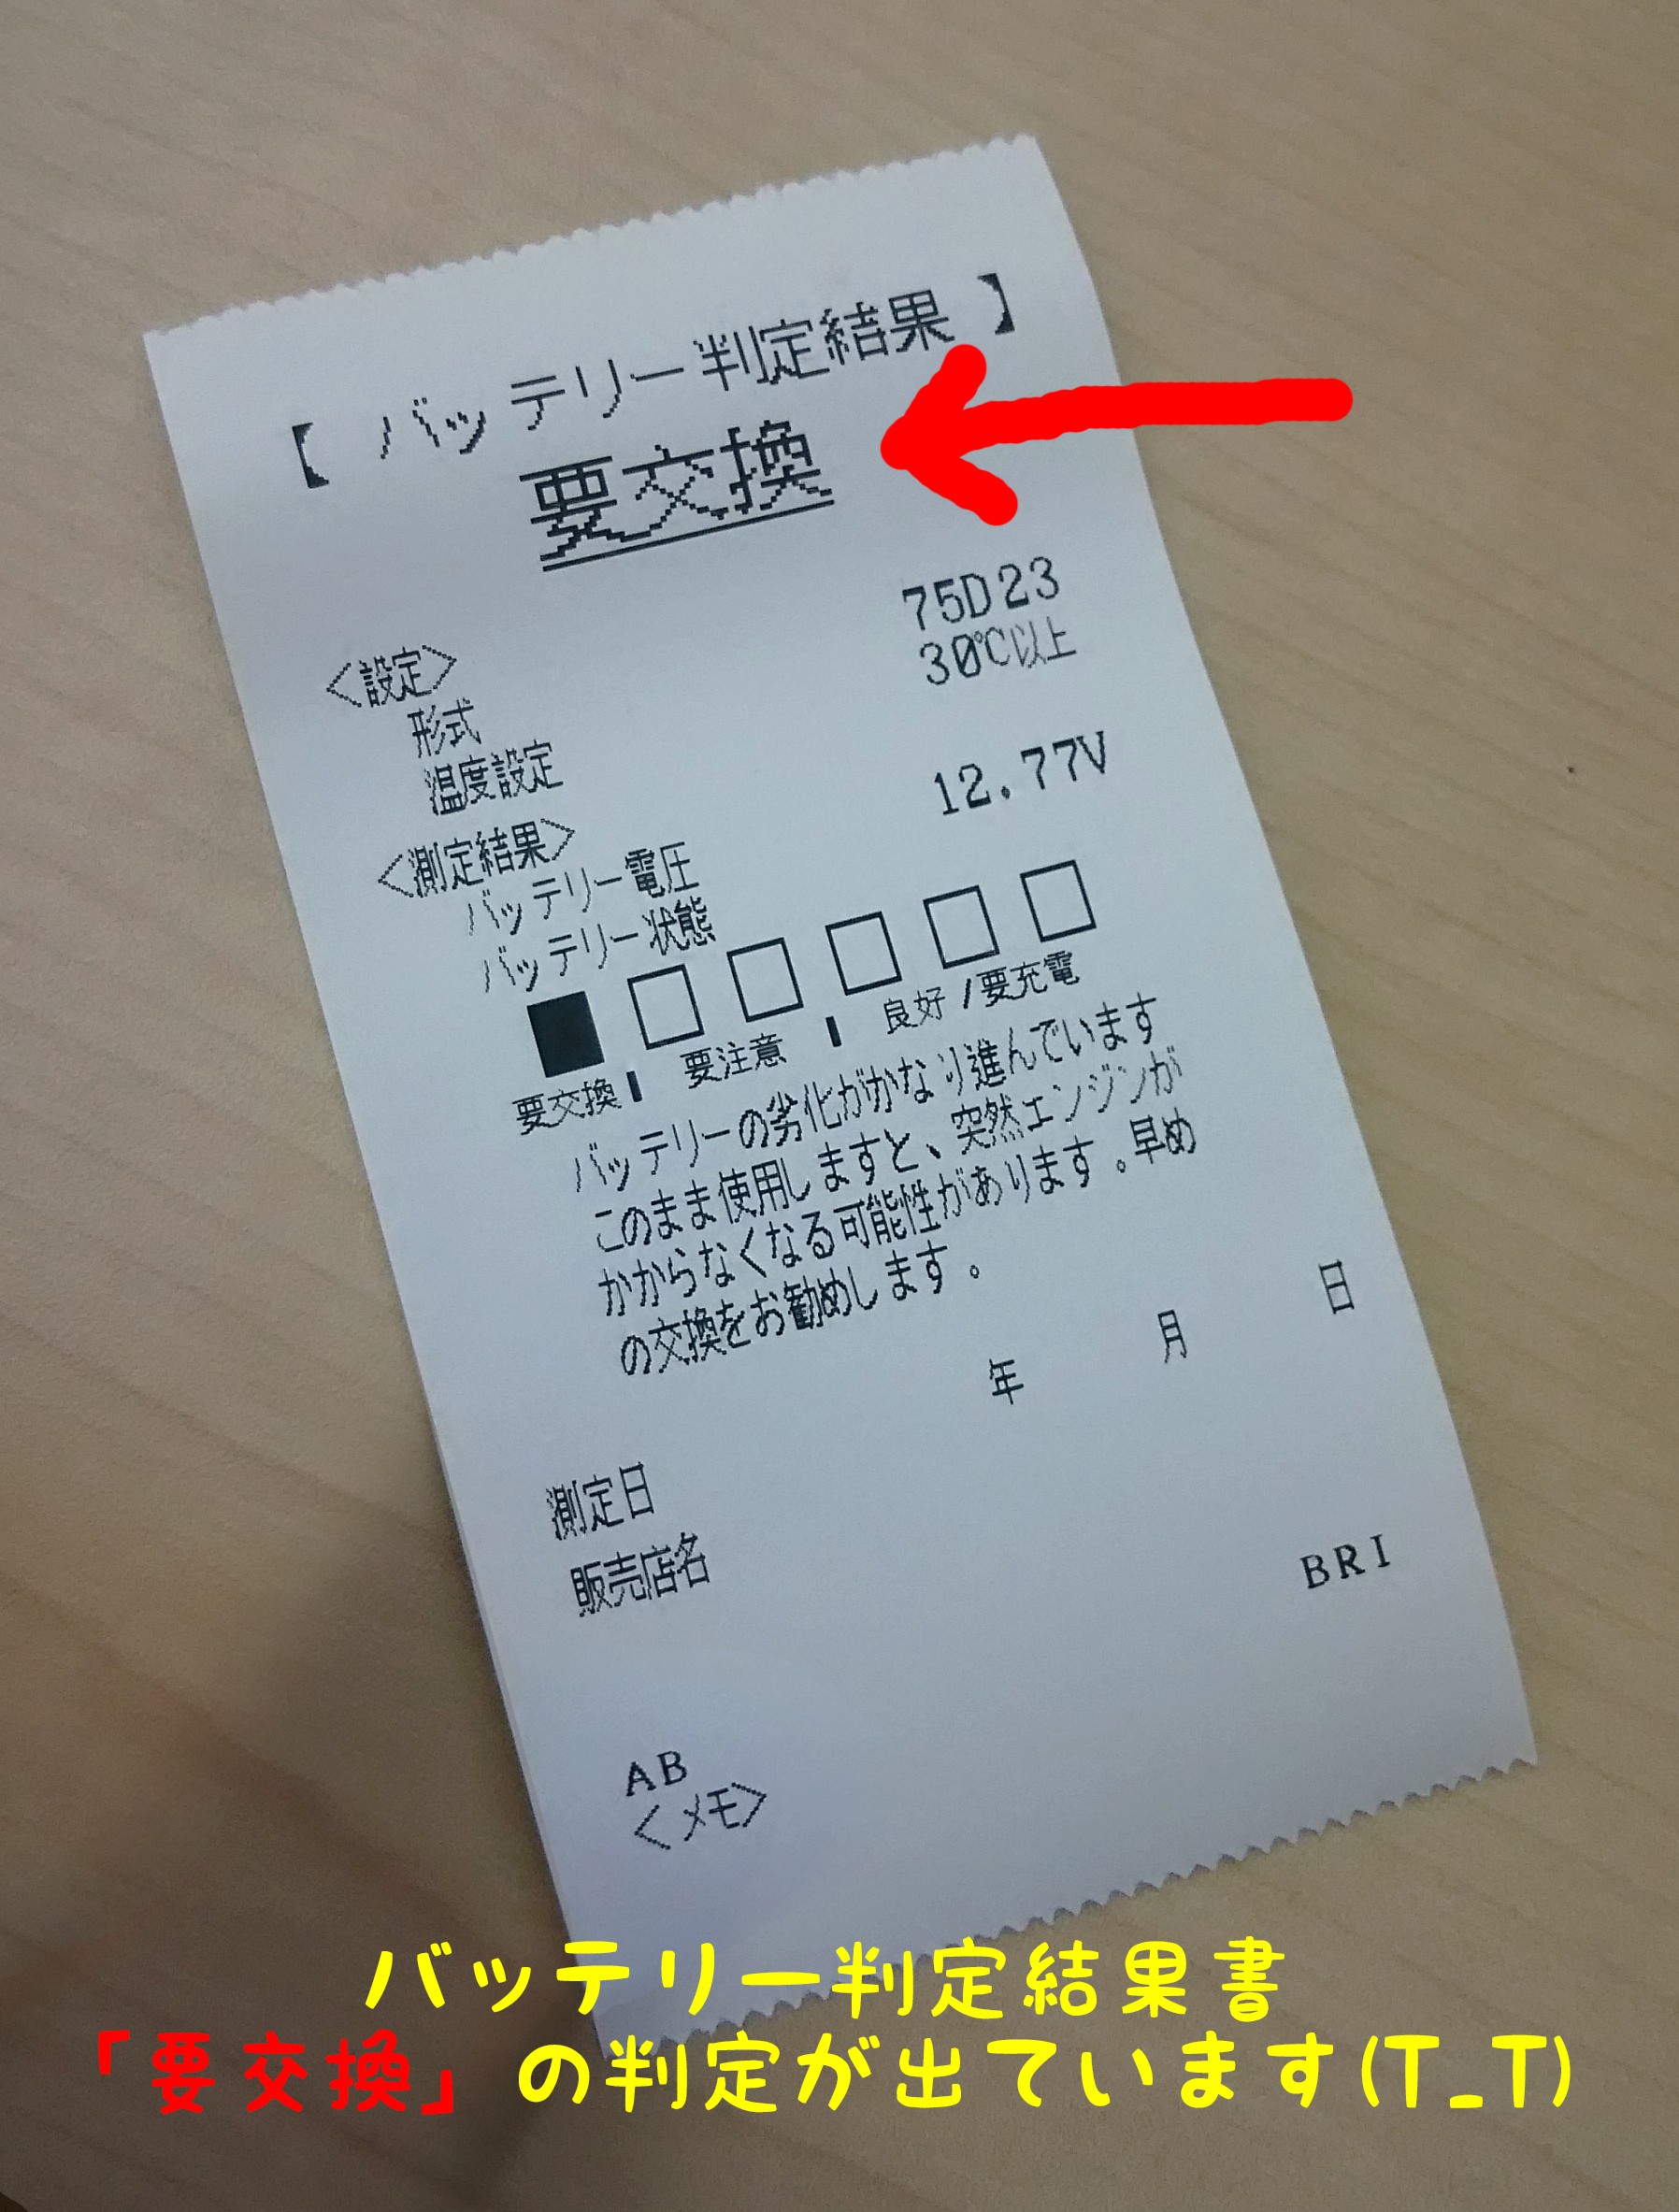 【 バッテリー判定結果 】
要交換
<設定>
形式 75D23
温度設定 30℃以上
<測定結果>
バッテリー電圧 12.77V
バッテリー状態
要交換 要注意 良好/要充電
バッテリーの劣化がかなり進んでいます
このまま使用しますと、突然エンジンが
かからなくなる可能性があります。早め
の交換をお勧めします。
測定日 年 月 日
販売店名
AB BRI
<メモ>
バッテリー判定結果書
「要交換」の判定が出ています(T_T)